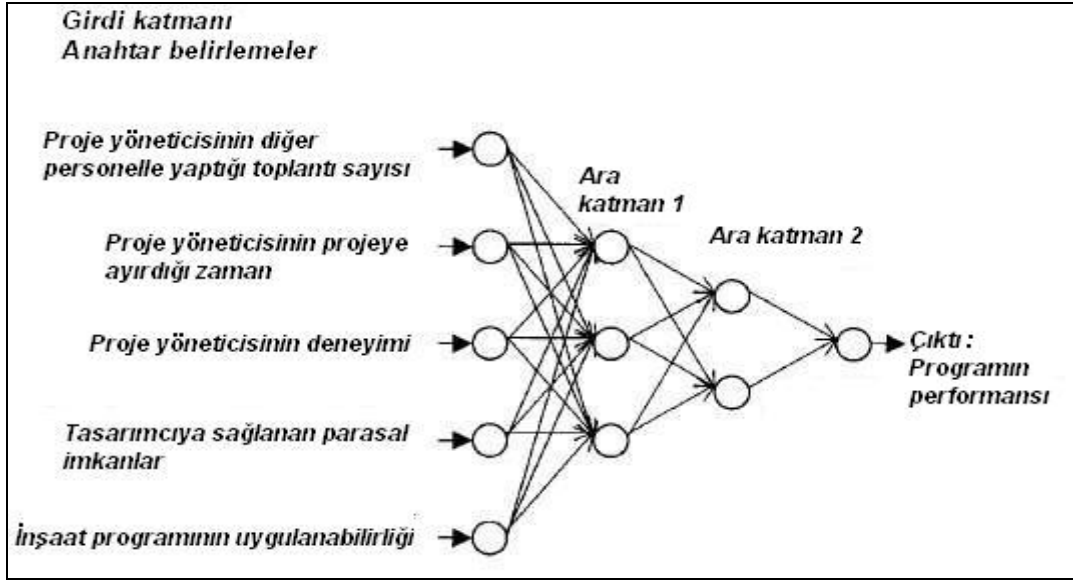 Girdi katmanı
Anahtar belirlemeler
Proje yöneticisinin diğer
personelle yaptığı toplantı sayısı
Ara
katman 1
Ara katman 2
Proje yöneticisinin projeye
ayırdığı zaman
Proje yöneticisinin deneyimi
Çıktı :
Programın
performansı
Tasarımcıya sağlanan parasal
imkanlar
İnşaat programının uygulanabilirliği